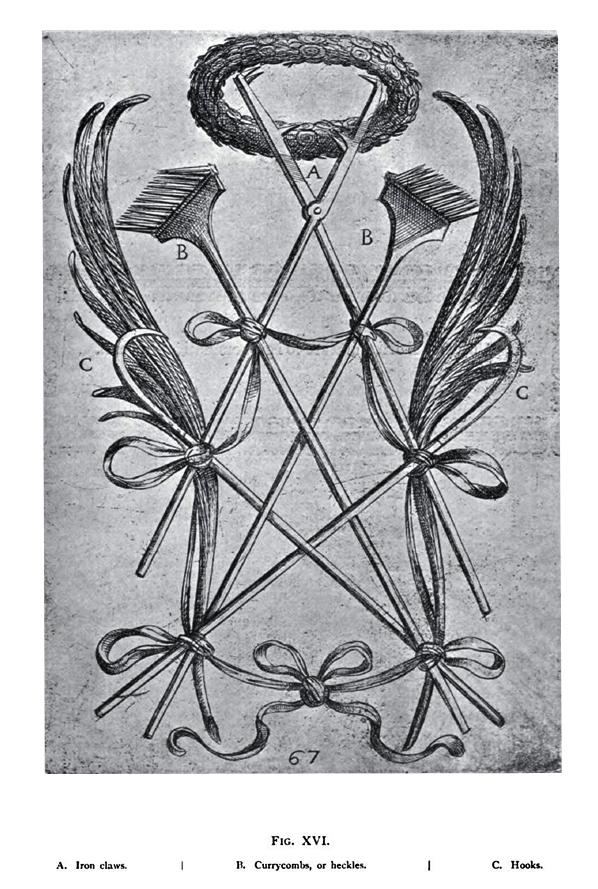 A
B
B
C
C
67
FIG. XVI.
A. Iron claws. | B. Currycombs, or heckles. | C. Hooks.